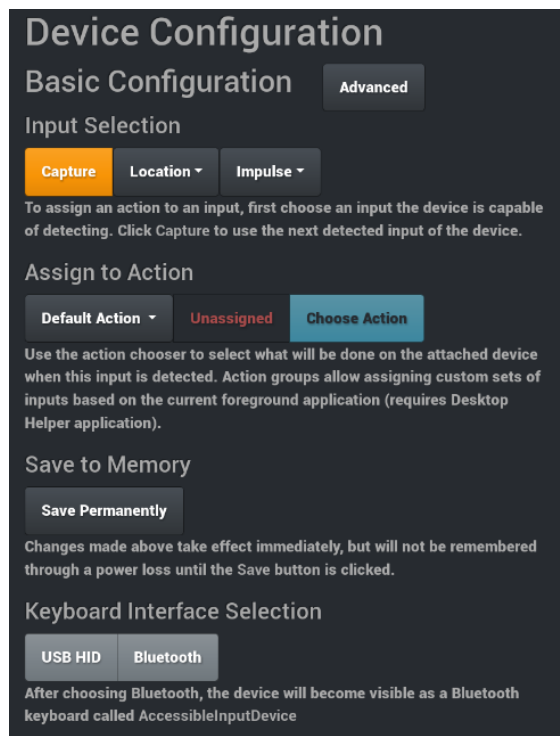 Device Configuration
Basic Configuration Advanced
Input Selection
Capture Location Impulse
To assign an action to an input, first choose an input the device is capable
of detecting. Click Capture to use the next detected input of the device.
Assign to Action
Default Action Unassigned Choose Action
Use the action chooser to select what will be done on the attached device
when this input is detected. Action groups allow assigning custom sets of
inputs based on the current foreground application (requires Desktop
Helper application).
Save to Memory
Save Permanently
Changes made above take effect immediately, but will not be remembered
through a power loss until the Save button is clicked.
Keyboard Interface Selection
USB HID Bluetooth
After choosing Bluetooth, the device will become visible as a Bluetooth
keyboard called AccessibleInputDevice